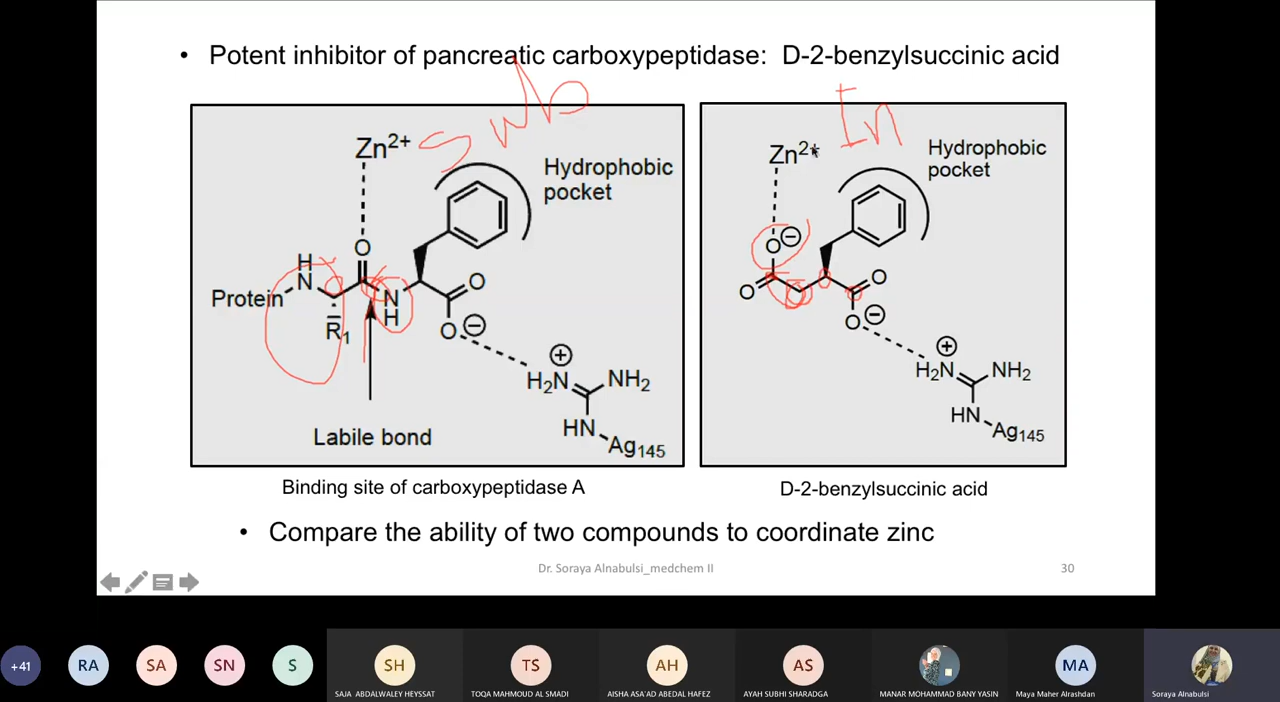 • Potent inhibitor of pancreatic carboxypeptidase: D-2-benzylsuccinic acid
Sub
In
Zn2+
Hydrophobic
pocket
O
H
N
Protein
R1
N
H
O
O
H2N
NH2
HN
Ag145
Labile bond
Zn2+
Hydrophobic
pocket
O
O
O
O
H2N
NH2
HN
Ag145
Binding site of carboxypeptidase A
D-2-benzylsuccinic acid
• Compare the ability of two compounds to coordinate zinc
Dr. Soraya Alnabulsi_medchem II
30
+41
RA
SA
SN
S
SH
TS
AH
AS
MA
SAJA ABDALWALEY HEYSSAT
TOQA MAHMOUD AL SMADI
AISHA ASA'AD ABEDAL HAFEZ
AYAH SUBHI SHARADGA
MANAR MOHAMMAD BANY YASIN
Maya Maher Alrashdan
Soraya Alnabulsi